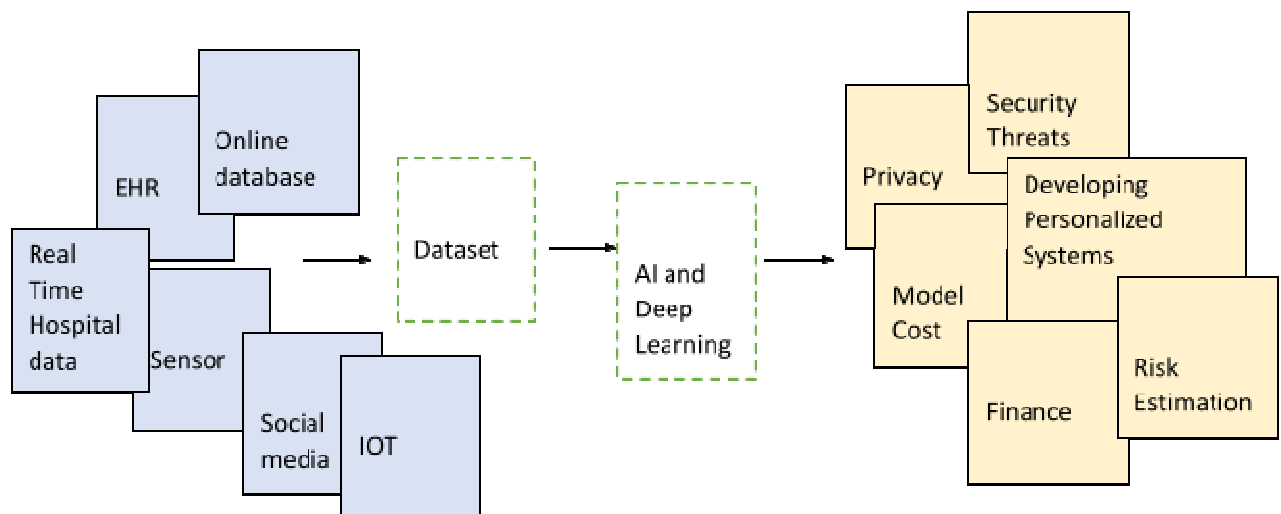 Online
database
EHR
Real
Time
Hospital
data
Sensor
Social
media
IOT
Dataset
AI and
Deep
Learning
Security
Threats
Privacy
Developing
Personalized
Systems
Model
Cost
Risk
Estimation
Finance